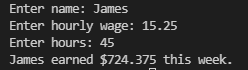 Enter name: James
Enter hourly wage: 15.25
Enter hours: 45
James earned $724.375 this week.